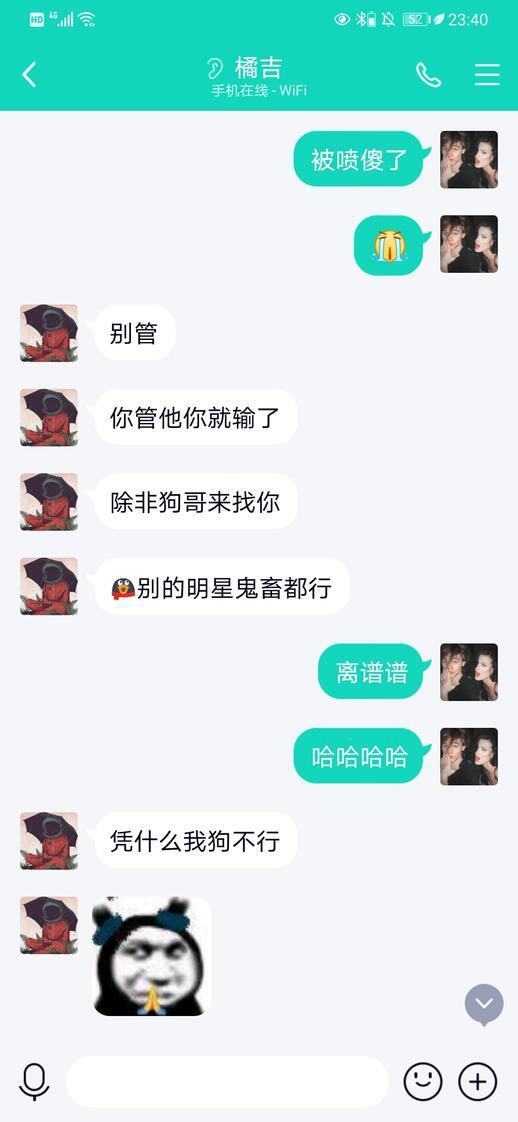 HD 4G 52 23:40
橘吉
手机在线 - WiFi
被喷傻了
别管
你管他你就输了
除非狗哥来找你
别的明星鬼畜都行
离谱谱
哈哈哈哈
凭什么我狗不行